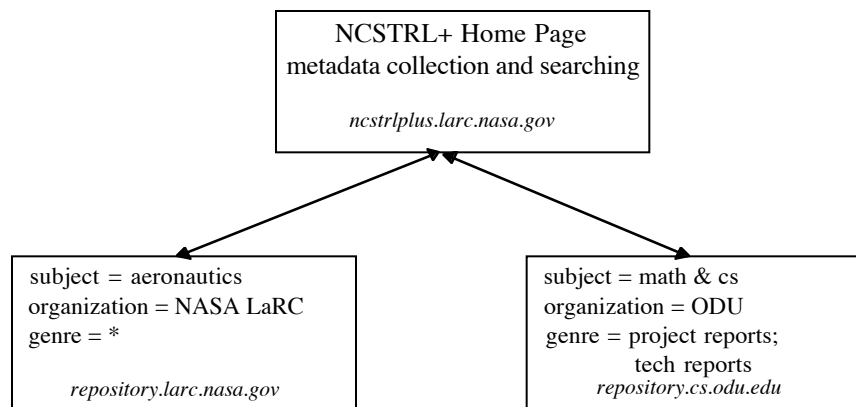 NCSTRL+ Home Page
metadata collection and searching
ncstrlplus.larc.nasa.gov
subject = aeronautics
organization = NASA LaRC
genre = *
repository.larc.nasa.gov
subject = math & cs
organization = ODU
genre = project reports;
tech reports
repository.cs.odu.edu